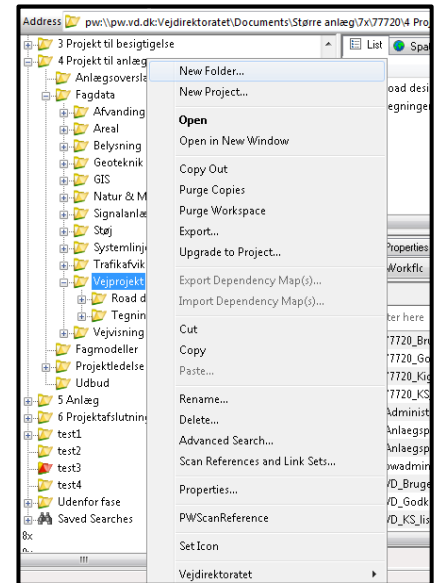 Address pw:\\pw.vd.dk:Vejdirektoratet\Documents\Større anlæg\7x\77720\4 Proj
3 Projekt til besigtigelse
4 Projekt til anlæg
Anlægsoversla
Fagdata
Afvanding
Areal
Belysning
Geoteknik
GIS
Natur & M
Signalanlæ
Støj
Systemlinje
Trafikafvik
Vejprojekt
Road d
Tegnin
Vejvisning
Fagmodeller
Projektledelse
Udbud
5 Anlæg
6 Projektafslutning
test1
test2
test3
test4
Udenfor fase
Saved Searches
8x
New Folder...
New Project...
Open
Open in New Window
Copy Out
Purge Copies
Purge Workspace
Export...
Upgrade to Project...
Export Dependency Map(s)...
Import Dependency Map(s)...
Cut
Copy
Paste...
Rename...
Delete...
Advanced Search...
Scan References and Link Sets...
Properties...
PWScanReference
Set Icon
Vejdirektoratet
List Spat
oad desi
egninger
Properties
Workflc
ter here
77720_Bru
77720_Go
77720_Kig
77720_KS
Administ
Anlaegsp
Anlaegsp
pwadmin
VD_Bruge
VD_Godk
VD_KS_lis